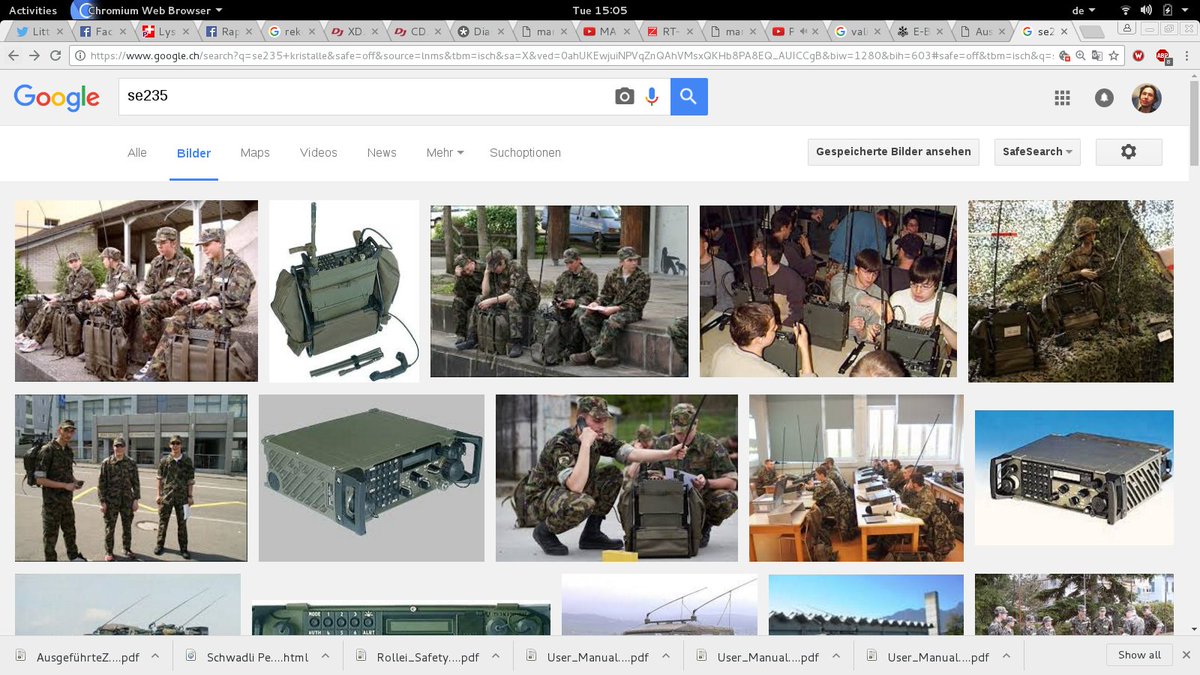 Activities Chromium Web Browser Tue 15:05 de
Litt Fac Lys Rap rek XD. CD. Dia mar MA RT- mar P val E-B Aus se2
https://www.google.ch/search?q=se235+kristalle&safe=off&source=lnms&tbm=isch&sa=X&ved=0ahUKEwjuiNPVqZnQAhVMsxQKHb8PA8EQ_AUICCgB&biw=1280&bih=603#safe=off&tbm=isch&q=s
Google se235
Alle Bilder Maps Videos News Mehr Suchoptionen Gespeicherte Bilder ansehen SafeSearch
MODE 1 2 3
AUTH 4 5 6 ALRT
AusgeführteZ....pdf Schwadli Pe....html Rollei_Safety....pdf User_Manual....pdf User_Manual....pdf User_Manual....pdf Show all